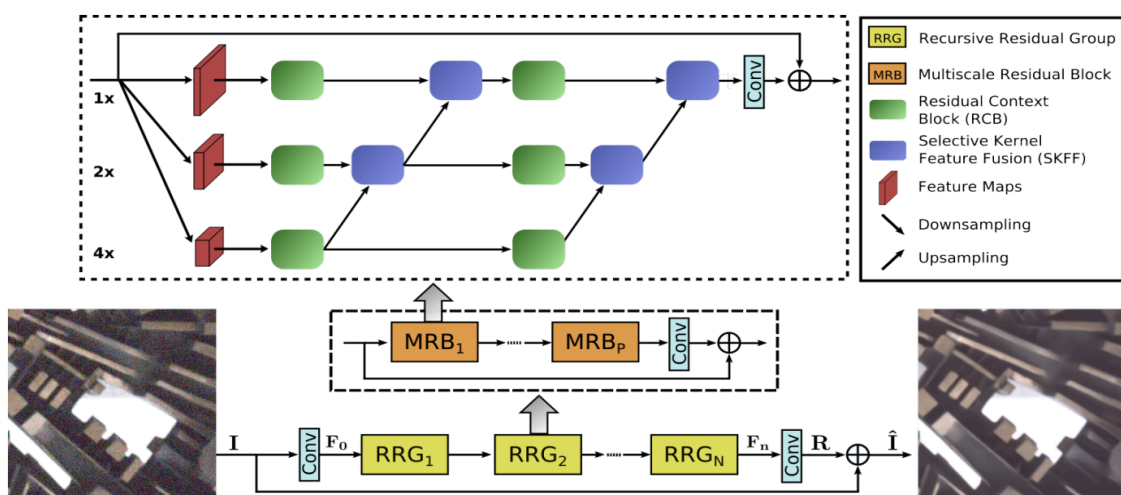 1x
2x
4x
Conv
RRG Recursive Residual Group
MRB Multiscale Residual Block
Residual Context
Block (RCB)
Selective Kernel
Feature Fusion (SKFF)
Feature Maps
Downsampling
Upsampling
MRB₁ MRBₚ Conv
I Conv F₀ RRG₁ RRG₂ RRG_N Fₙ Conv R Î